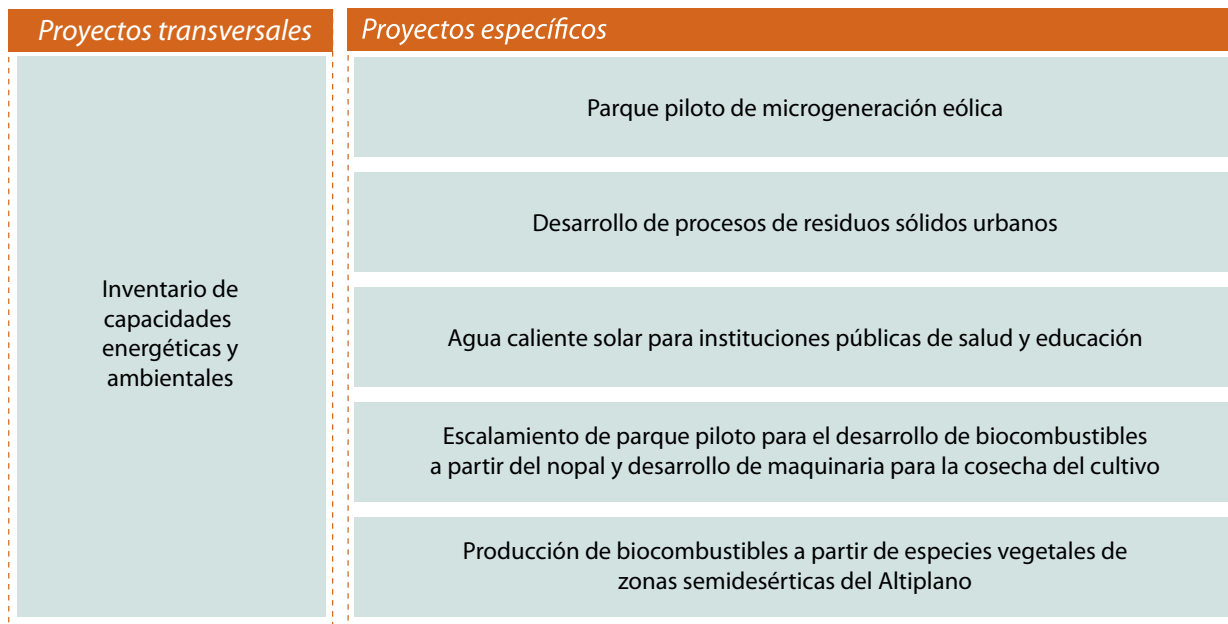 Proyectos transversales
Proyectos específicos
Inventario de
capacidades
energéticas y
ambientales
Parque piloto de microgeneración eólica
Desarrollo de procesos de residuos sólidos urbanos
Agua caliente solar para instituciones públicas de salud y educación
Escalamiento de parque piloto para el desarrollo de biocombustibles
a partir del nopal y desarrollo de maquinaria para la cosecha del cultivo
Producción de biocombustibles a partir de especies vegetales de
zonas semidesérticas del Altiplano